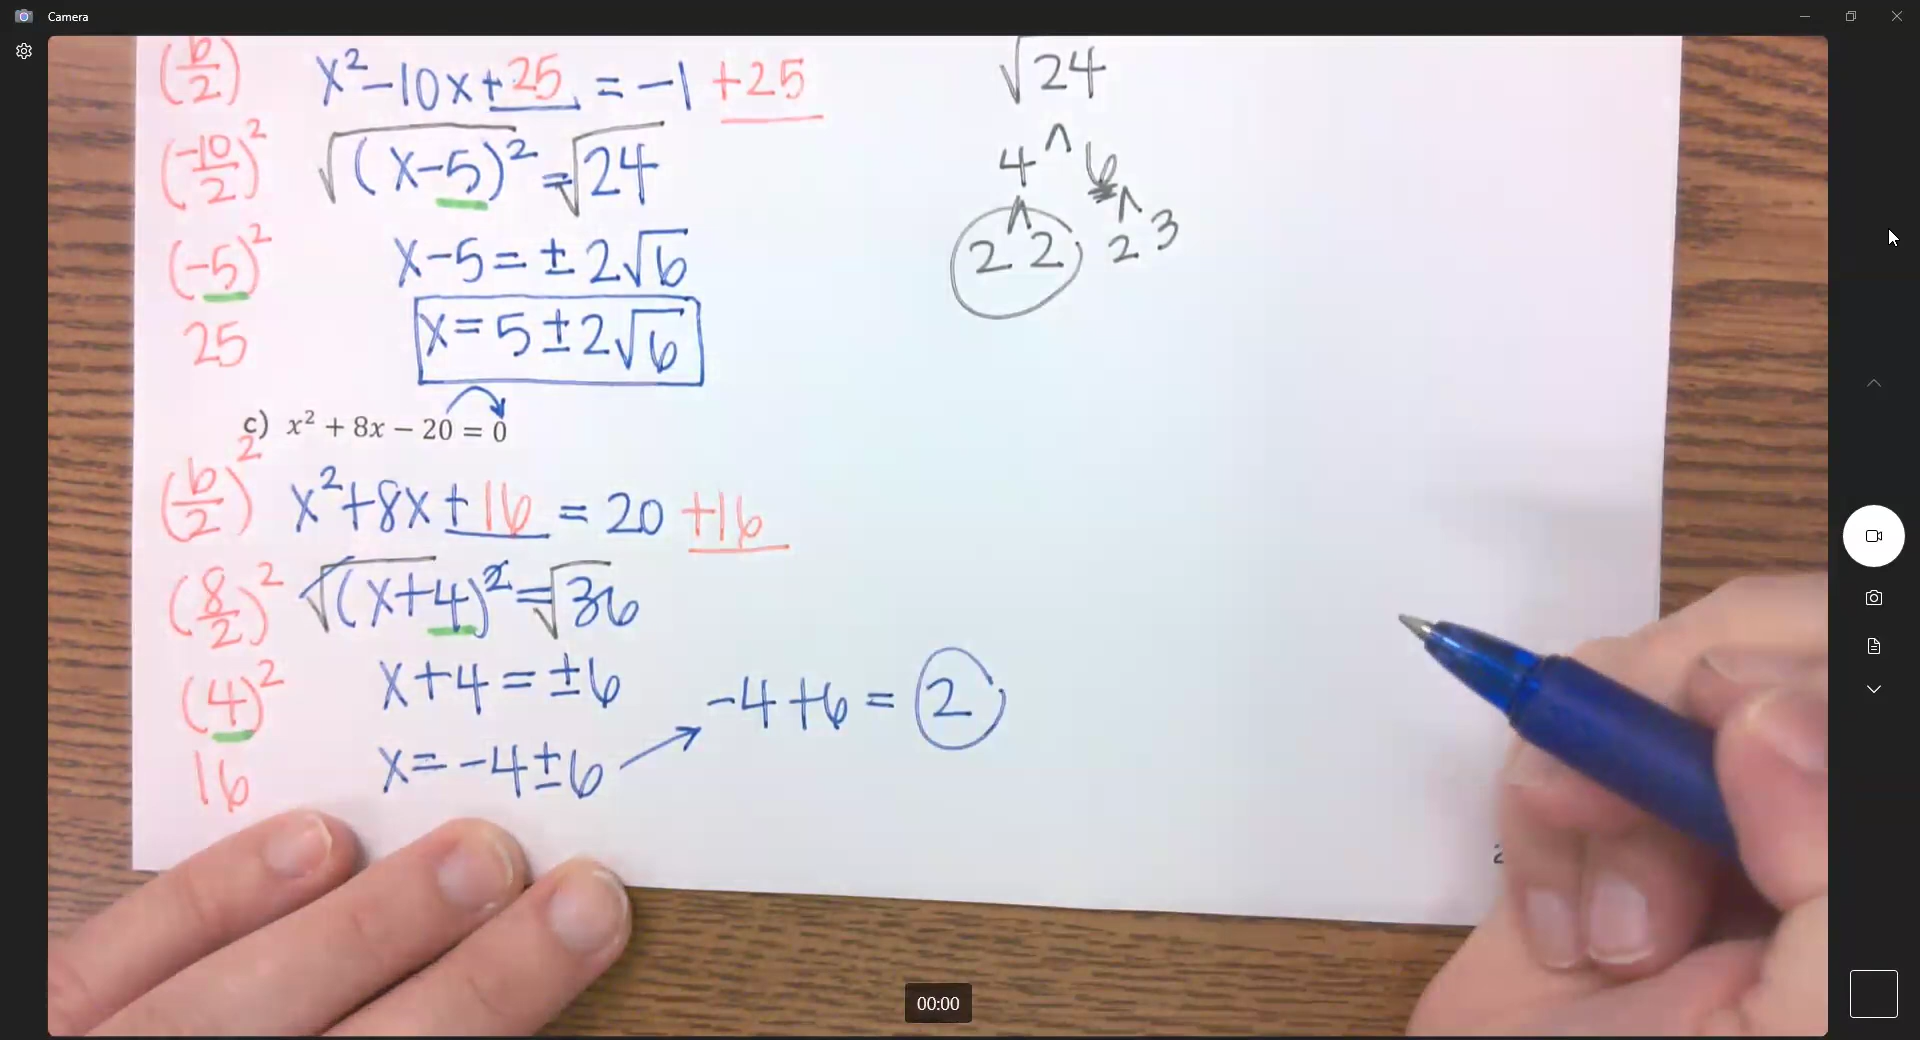 Camera
(b/2) x²-10x+25 = -1 +25
(-10/2)² √(x-5)² = √24
(-5)² x-5 = ± 2√6
25 x = 5 ± 2√6
√24
4 ^ 6
^ ^
2 2 2 3
c) x² + 8x − 20 = 0
(b/2)² x²+8x+16 = 20 +16
(8/2)² √(x+4)² = √36
(4)² x+4 = ±6
16 x = -4±6
-4+6 = 2
00:00